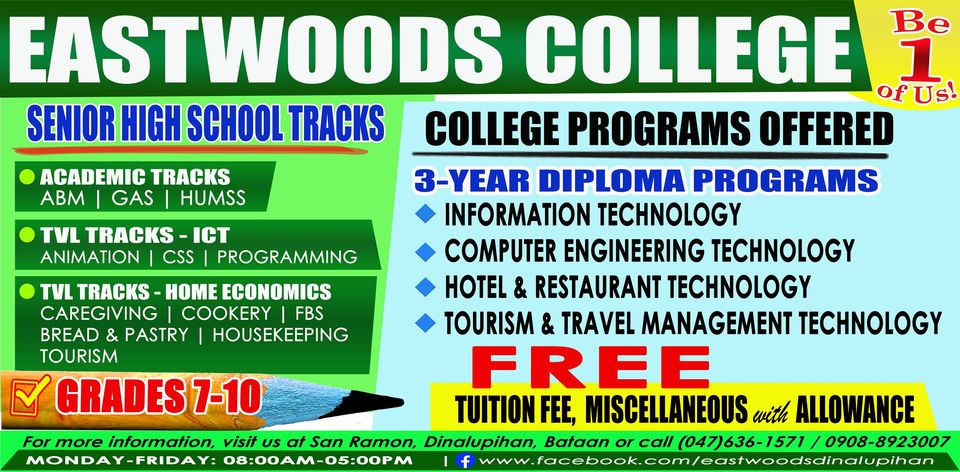 EASTWOODS COLLEGE
Be
1
of Us!
SENIOR HIGH SCHOOL TRACKS
ACADEMIC TRACKS
ABM | GAS | HUMSS
TVL TRACKS - ICT
ANIMATION | CSS | PROGRAMMING
TVL TRACKS - HOME ECONOMICS
CAREGIVING | COOKERY | FBS
BREAD & PASTRY | HOUSEKEEPING
TOURISM
GRADES 7-10
COLLEGE PROGRAMS OFFERED
3-YEAR DIPLOMA PROGRAMS
INFORMATION TECHNOLOGY
COMPUTER ENGINEERING TECHNOLOGY
HOTEL & RESTAURANT TECHNOLOGY
TOURISM & TRAVEL MANAGEMENT TECHNOLOGY
FREE
TUITION FEE, MISCELLANEOUS with ALLOWANCE
For more information, visit us at San Ramon, Dinalupihan, Bataan or call (047)636-1571 / 0908-8923007
MONDAY-FRIDAY: 08:00AM-05:00PM | f www.facebook.com/eastwoodsdinalupihan